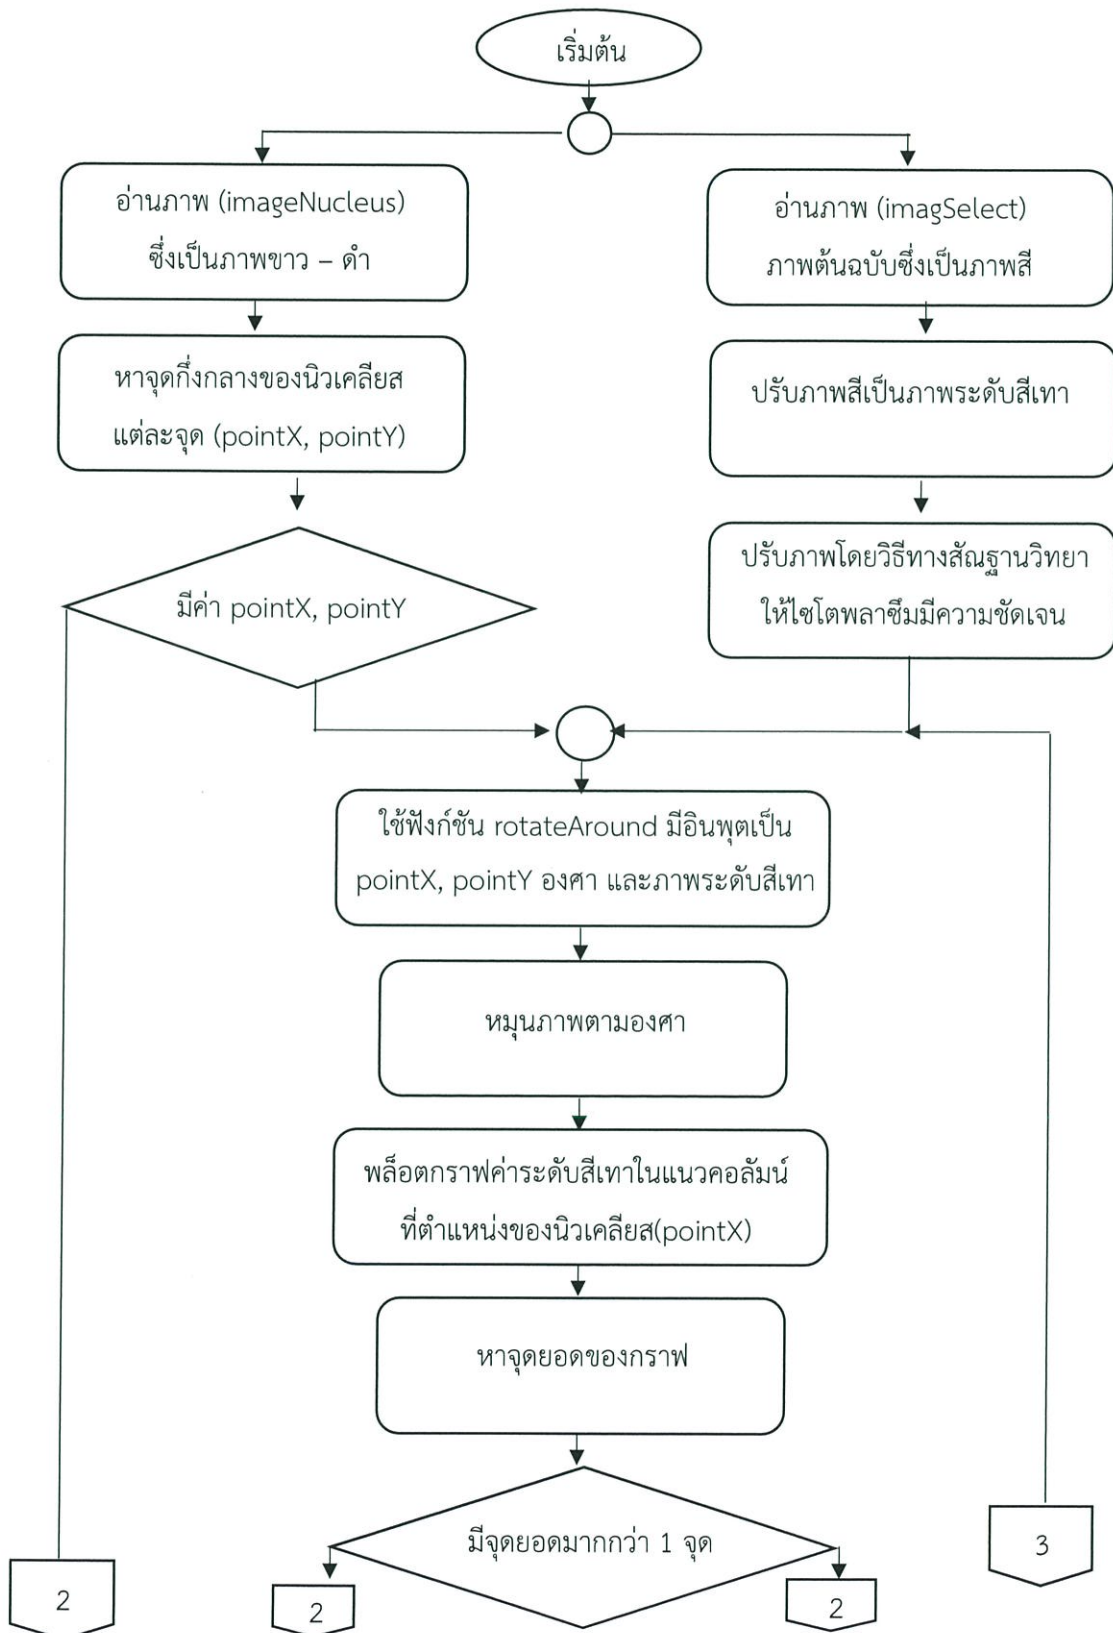 เริ่มต้น
อ่านภาพ (imageNucleus)
ซึ่งเป็นภาพขาว – ดำ
อ่านภาพ (imagSelect)
ภาพต้นฉบับซึ่งเป็นภาพสี
หาจุดกึ่งกลางของนิวเคลียส
แต่ละจุด (pointX, pointY)
ปรับภาพสีเป็นภาพระดับสีเทา
มีค่า pointX, pointY
ปรับภาพโดยวิธีทางสัณฐานวิทยา
ให้ไซโตพลาซึมมีความชัดเจน
ใช้ฟังก์ชัน rotateAround มีอินพุตเป็น
pointX, pointY องศา และภาพระดับสีเทา
หมุนภาพตามองศา
พล็อตกราฟค่าระดับสีเทาในแนวคอลัมน์
ที่ตำแหน่งของนิวเคลียส(pointX)
หาจุดยอดของกราฟ
มีจุดยอดมากกว่า 1 จุด
3
2
2
2